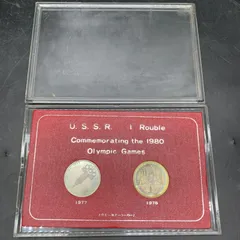 U. S. S. R. 1 Rouble
Commemorating the 1980
Olympic Games
1977 1978